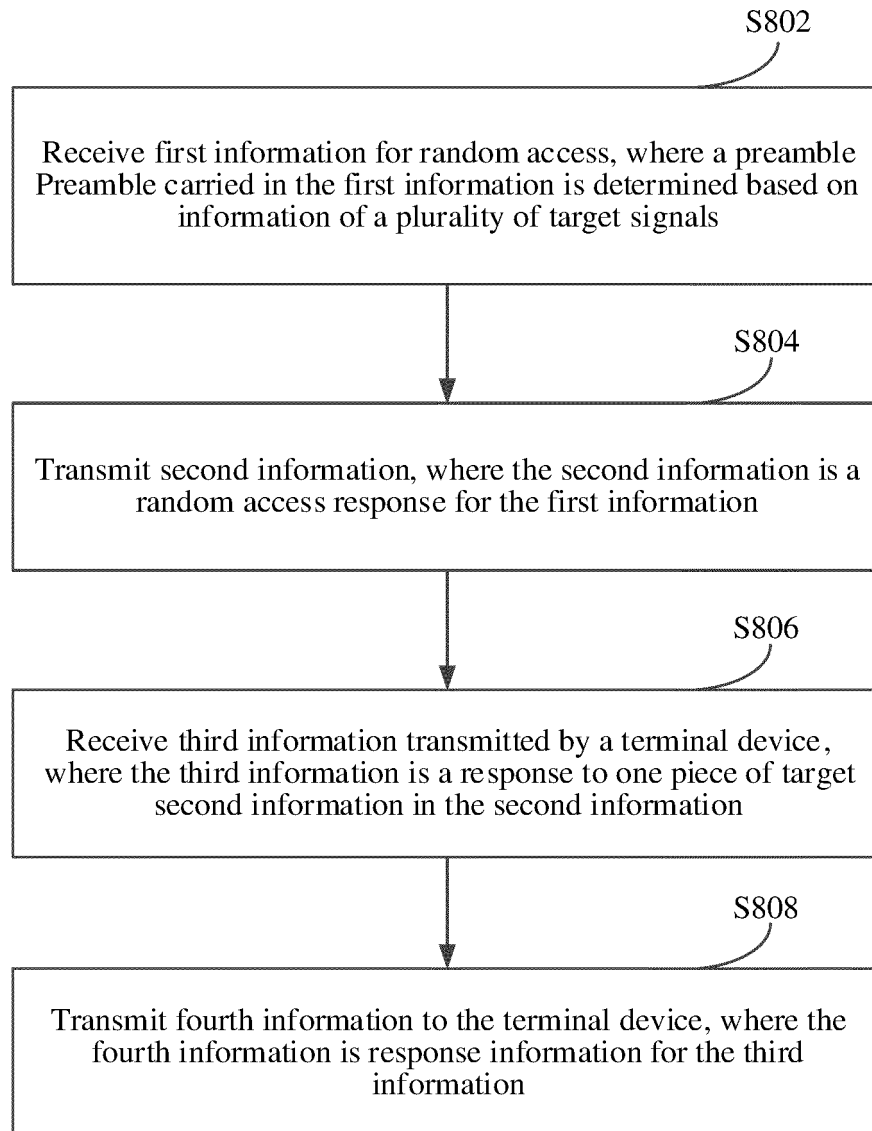 S802
Receive first information for random access, where a preamble
Preamble carried in the first information is determined based on
information of a plurality of target signals
S804
Transmit second information, where the second information is a
random access response for the first information
S806
Receive third information transmitted by a terminal device,
where the third information is a response to one piece of target
second information in the second information
S808
Transmit fourth information to the terminal device, where the
fourth information is response information for the third
information